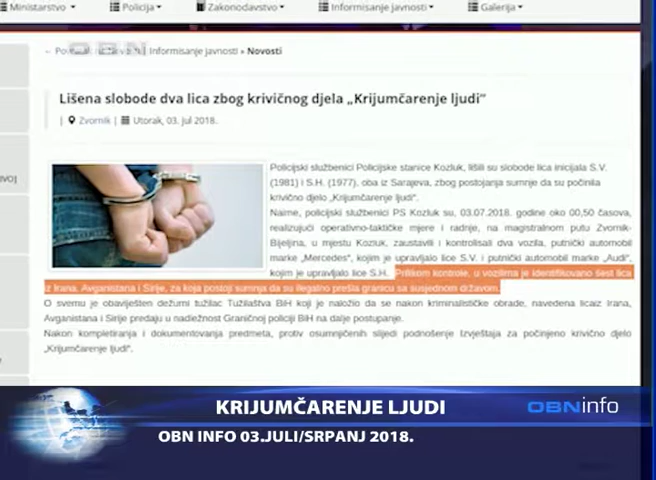 Ministarstvo
Policija
Zakonodavstvo
Informisanje javnosti
Galerija
OBN
Informisanje javnosti » Novosti
Lišena slobode dva lica zbog krivičnog djela „Krijumčarenje ljudi“
| Zvornik | Utorak, 03. Jul 2018.
Policijski službenici Policijske stanice Kozluk, lišili su slobode lica inicijala S.V.
(1981) i S.H. (1977), oba iz Sarajeva, zbog postojanja sumnje da su počinila
krivično djelo „Krijumčarenje ljudi“.
Naime, policijski službenici PS Kozluk su, 03.07.2018. godine oko 00,50 časova,
realizujući operativno-taktičke mjere i radnje, na magistralnom putu Zvornik-
Bijeljina, u mjestu Kozluk, zaustavili i kontrolisali dva vozila, putnički automobil
marke „Mercedes“, kojim je upravljalo lice S.V. i putnički automobil marke „Audi“,
kojim je upravljalo lice S.H. Prilikom kontrole, u vozilima je identifikovano šest lica
iz Irana, Avganistana i Sirije, za koja postoji sumnja da su ilegalno prešla granicu sa susjednom državom.
O svemu je obaviješten dežurni tužilac Tužilaštva BiH koji je naložio da se nakon kriminalističke obrade, navedena licaiz Irana,
Avganistana i Sirije predaju u nadležnost Graničnoj policiji BiH na dalje postupanje.
Nakon kompletiranja i dokumentovanja predmeta, protiv osumnjičenih slijedi podnošenje Izvještaja za počinjeno krivično djelo
„Krijumčarenje ljudi“.
KRIJUMČARENJE LJUDI
OBNinfo
OBN INFO 03.JULI/SRPANJ 2018.